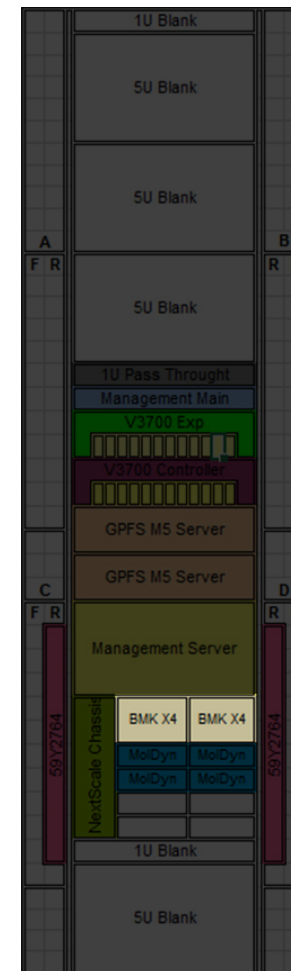 1U Blank
5U Blank
5U Blank
A
B
F R
R
5U Blank
1U Pass Throught
Management Main
V3700 Exp
V3700 Controller
GPFS M5 Server
GPFS M5 Server
C
D
F R
R
Management Server
59Y2764
NextScale Chassis
BMK X4 BMK X4
MolDyn MolDyn
MolDyn MolDyn
59Y2764
1U Blank
5U Blank